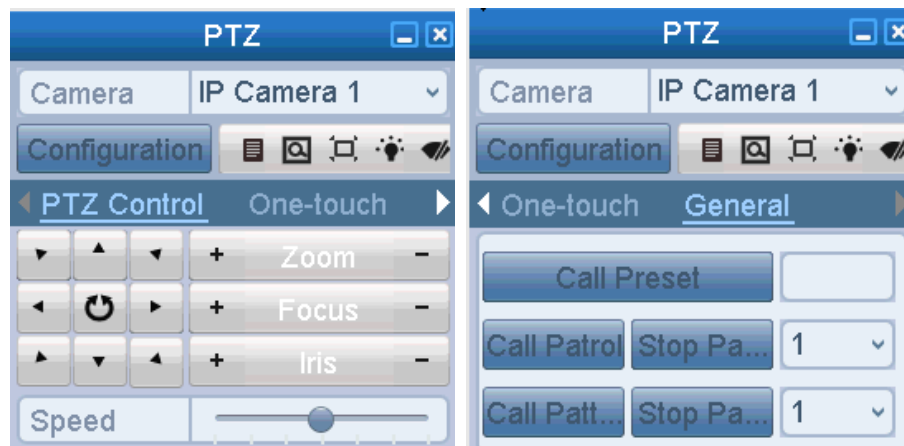 PTZ
Camera IP Camera 1
Configuration
PTZ Control One-touch
+ Zoom -
+ Focus -
+ Iris -
Speed
PTZ
Camera IP Camera 1
Configuration
One-touch General
Call Preset
Call Patrol Stop Pa... 1
Call Patt... Stop Pa... 1